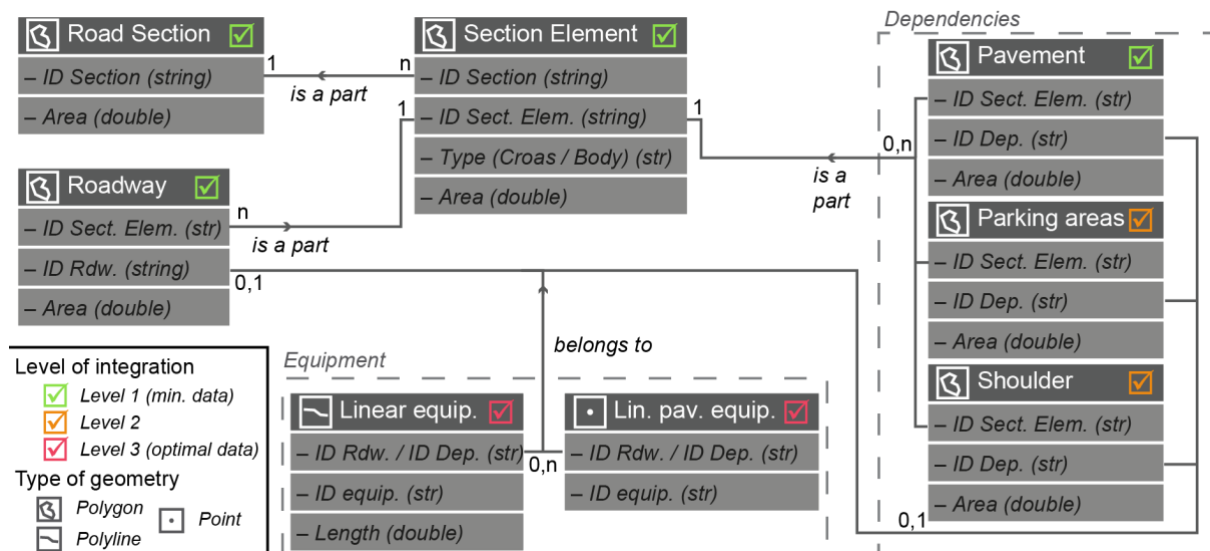 Dependencies
Road Section
– ID Section (string)
– Area (double)
1
n
is a part
Section Element
– ID Section (string)
– ID Sect. Elem. (string)
– Type (Croas / Body) (str)
– Area (double)
1
1
Pavement
– ID Sect. Elem. (str)
– ID Dep. (str)
– Area (double)
0,n
is a
part
Roadway
– ID Sect. Elem. (str)
– ID Rdw. (string)
– Area (double)
n
is a part
0,1
Parking areas
– ID Sect. Elem. (str)
– ID Dep. (str)
– Area (double)
belongs to
Shoulder
– ID Sect. Elem. (str)
– ID Dep. (str)
– Area (double)
0,1
Equipment
Linear equip.
– ID Rdw. / ID Dep. (str)
– ID equip. (str)
– Length (double)
0,n
Lin. pav. equip.
– ID Rdw. / ID Dep. (str)
– ID equip. (str)
Level of integration
Level 1 (min. data)
Level 2
Level 3 (optimal data)
Type of geometry
Polygon
Point
Polyline